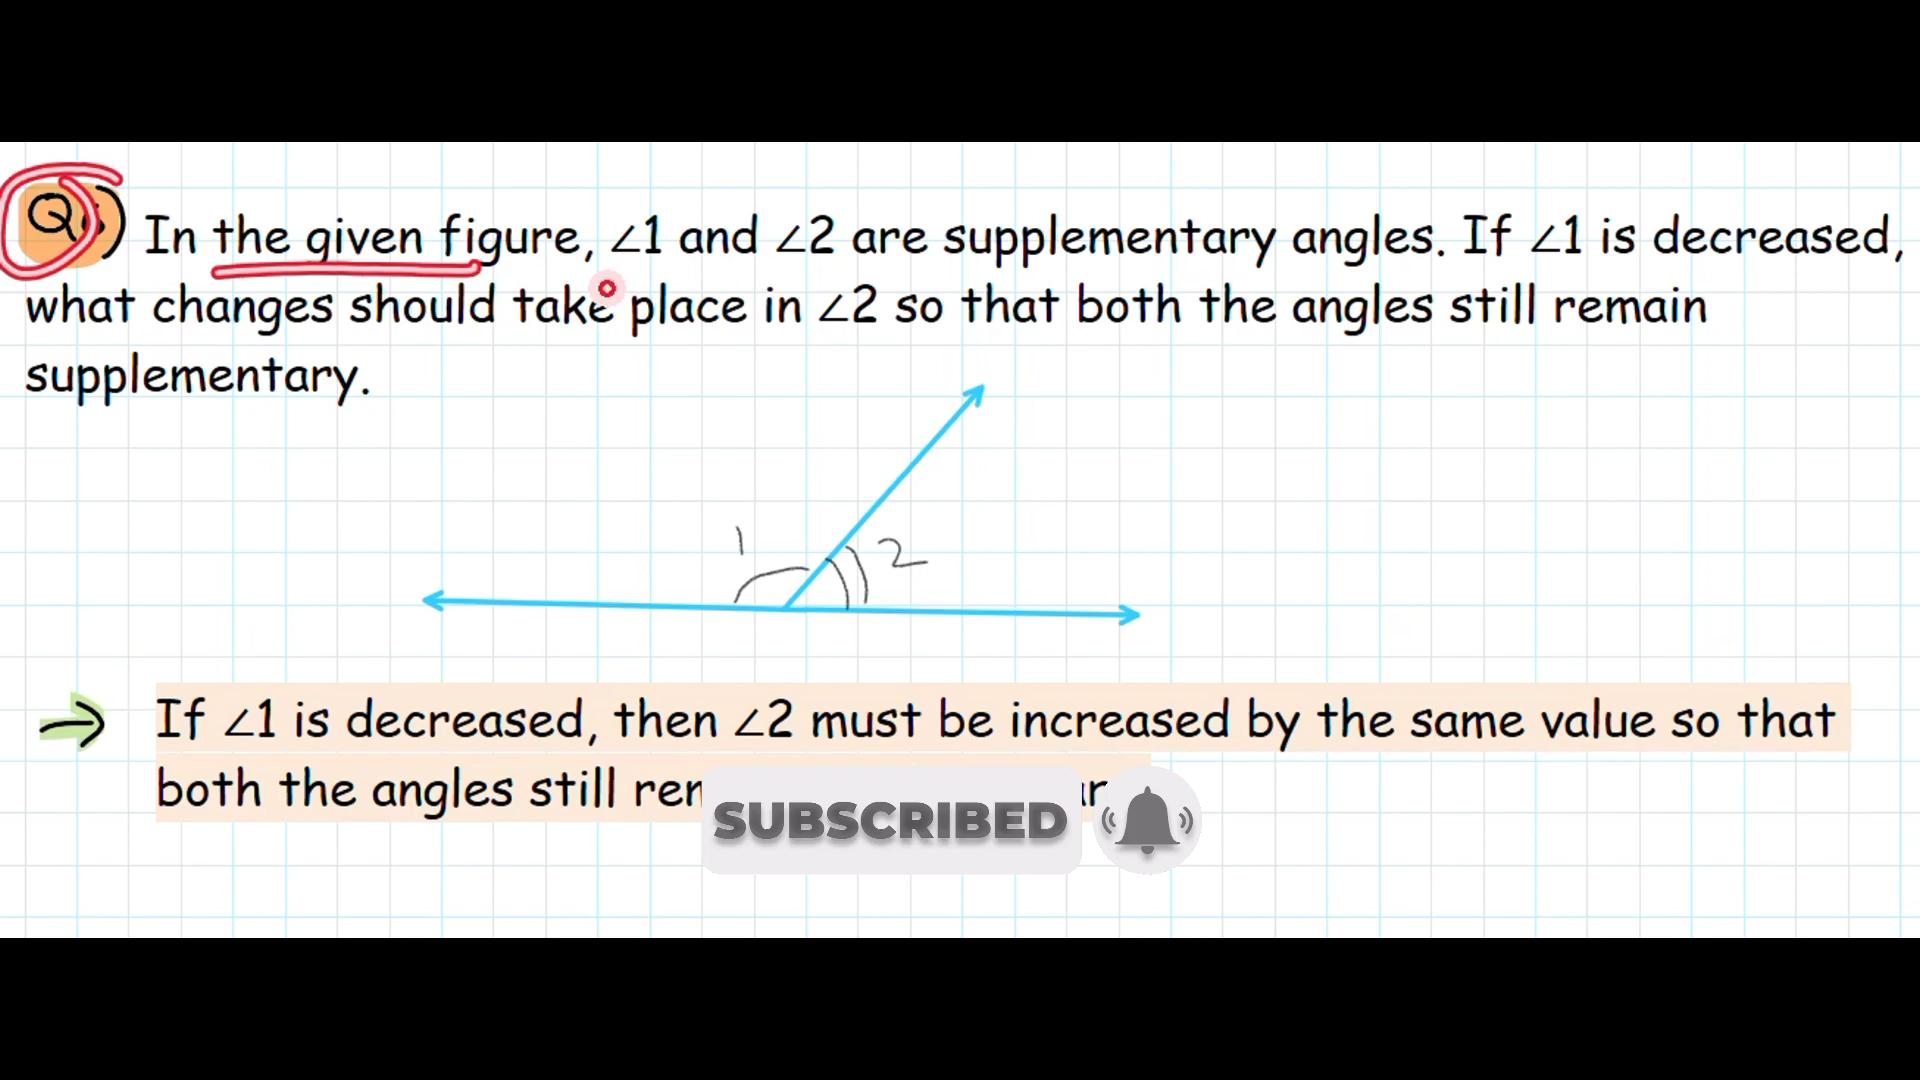 In the given figure, ∠1 and ∠2 are supplementary angles. If ∠1 is decreased,
what changes should take place in ∠2 so that both the angles still remain
supplementary.
1
2
If ∠1 is decreased, then ∠2 must be increased by the same value so that
both the angles still
SUBSCRIBED